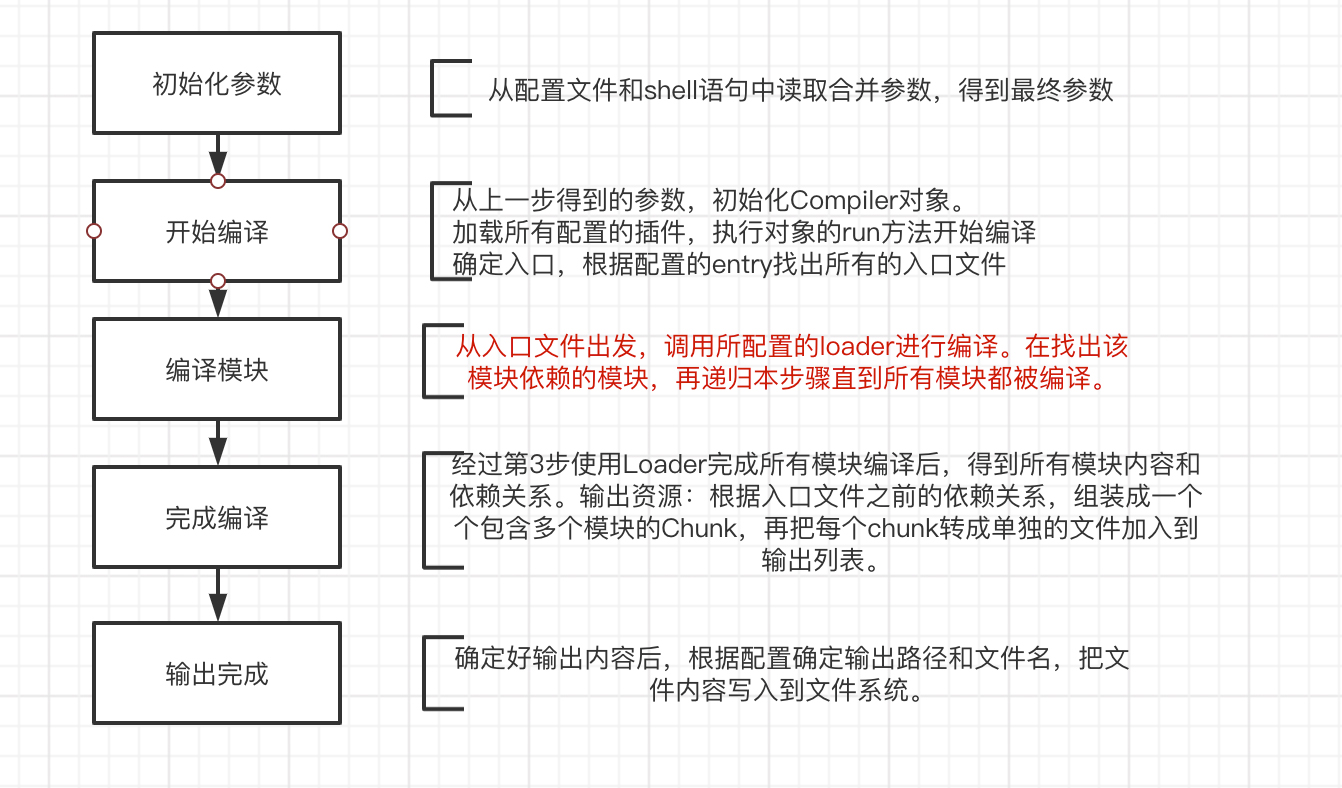 初始化参数
从配置文件和shell语句中读取合并参数，得到最终参数
开始编译
从上一步得到的参数，初始化Compiler对象。
加载所有配置的插件，执行对象的run方法开始编译
确定入口，根据配置的entry找出所有的入口文件
编译模块
从入口文件出发，调用所配置的loader进行编译。在找出该
模块依赖的模块，再递归本步骤直到所有模块都被编译。
完成编译
经过第3步使用Loader完成所有模块编译后，得到所有模块内容和
依赖关系。输出资源：根据入口文件之前的依赖关系，组装成一个
个包含多个模块的Chunk，再把每个chunk转成单独的文件加入到
输出列表。
输出完成
确定好输出内容后，根据配置确定输出路径和文件名，把文
件内容写入到文件系统。